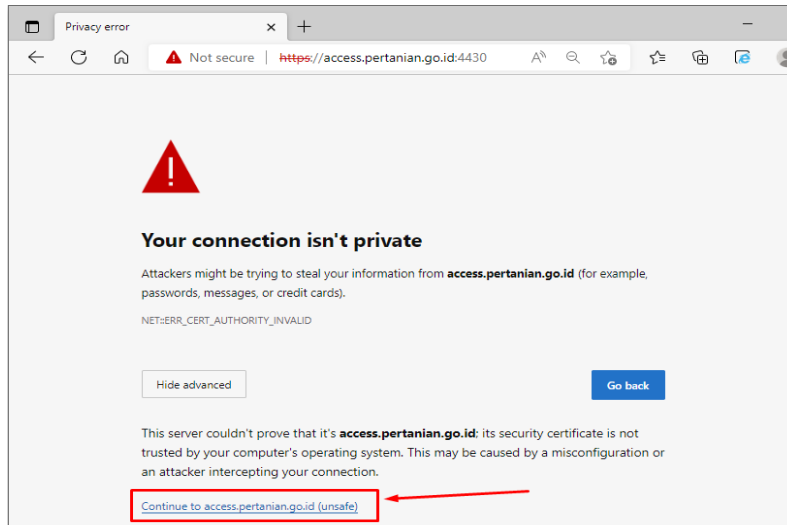 Privacy error
Not secure | https://access.pertanian.go.id:4430
Your connection isn't private
Attackers might be trying to steal your information from access.pertanian.go.id (for example,
passwords, messages, or credit cards).
NET::ERR_CERT_AUTHORITY_INVALID
Hide advanced
Go back
This server couldn't prove that it's access.pertanian.go.id; its security certificate is not
trusted by your computer's operating system. This may be caused by a misconfiguration or
an attacker intercepting your connection.
Continue to access.pertanian.go.id (unsafe)